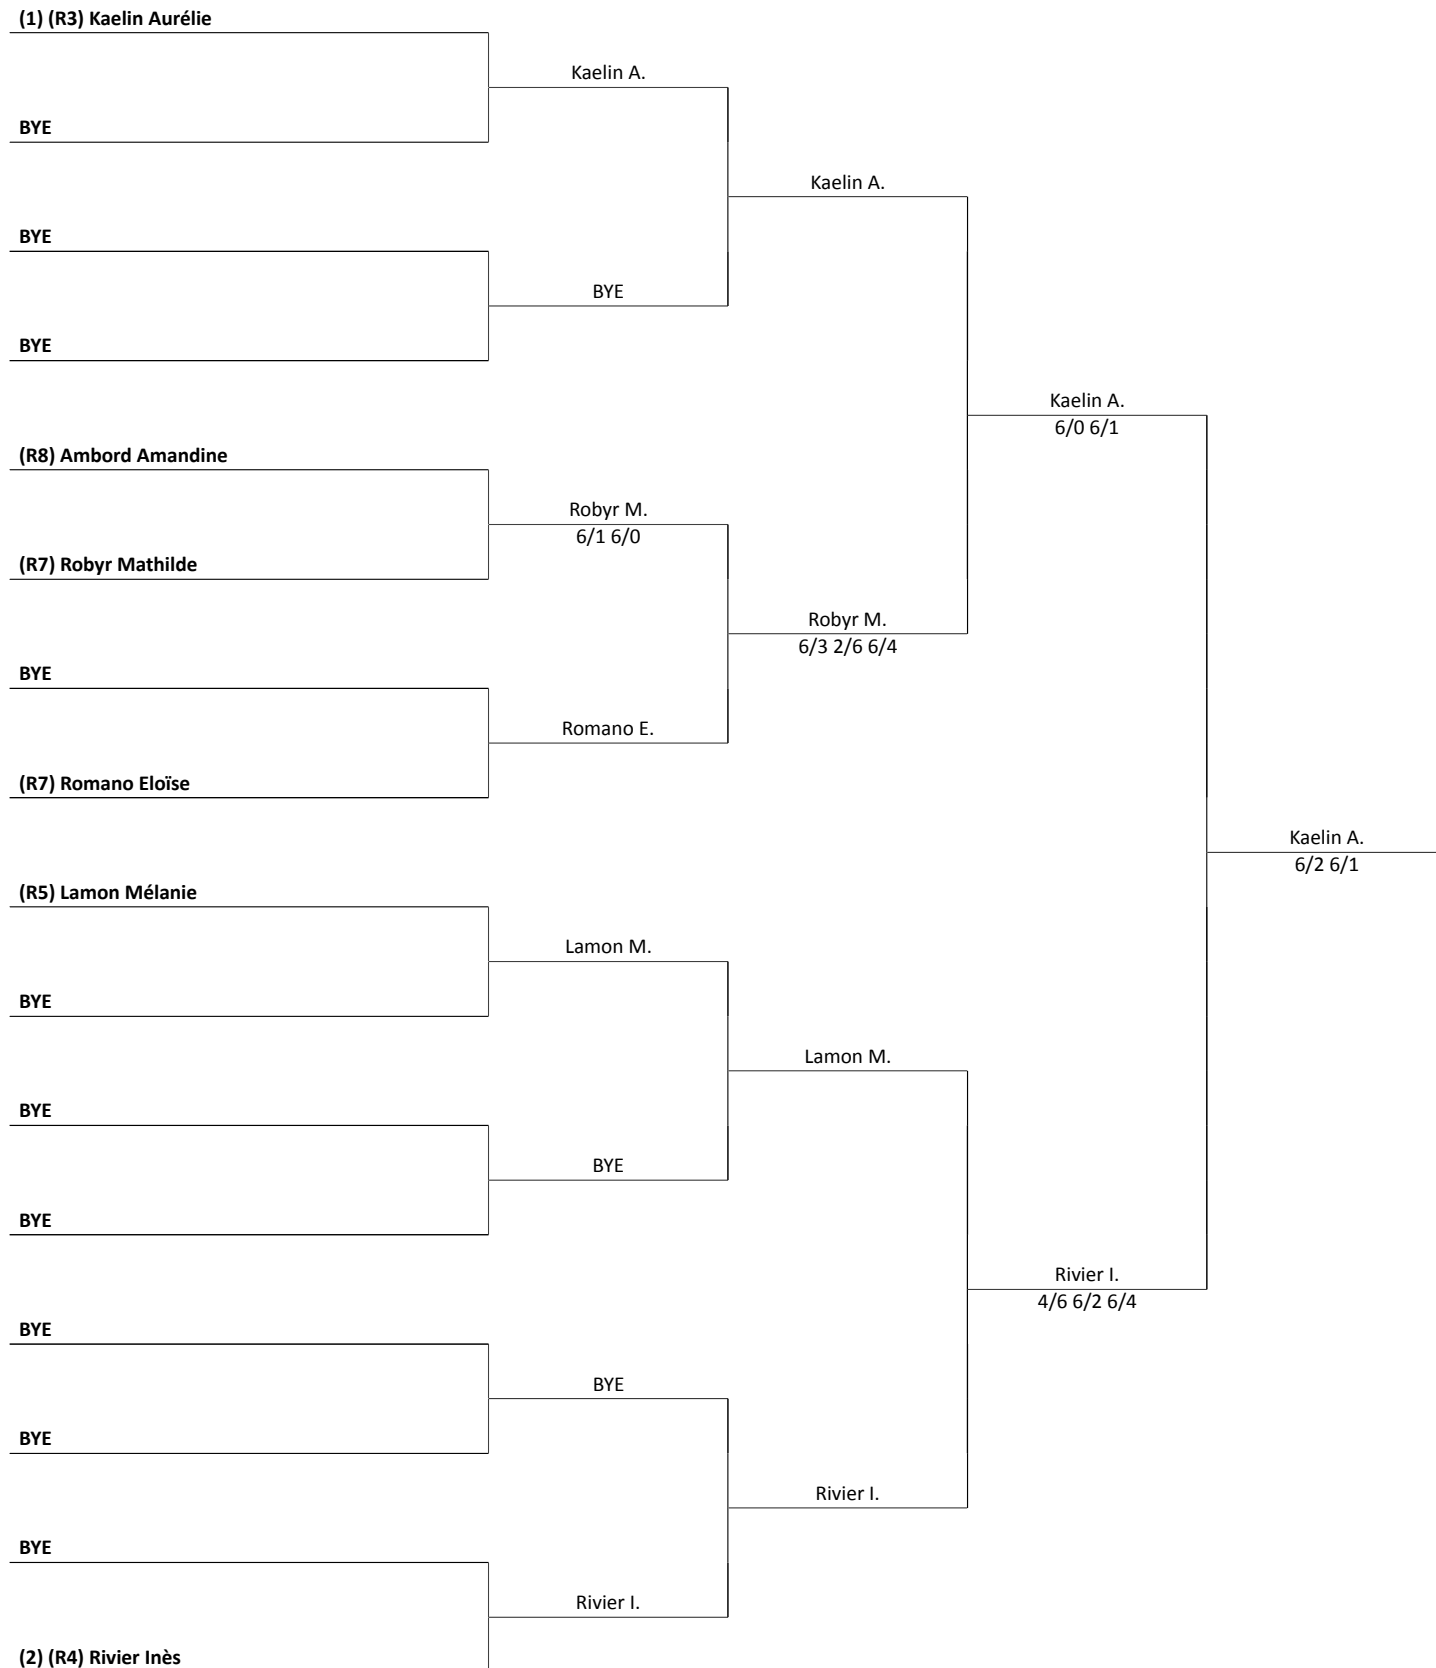 (1) (R3) Kaelin Aurélie
Kaelin A.
BYE
Kaelin A.
BYE
BYE
BYE
Kaelin A.
6/0 6/1
(R8) Ambord Amandine
Robyr M.
6/1 6/0
(R7) Robyr Mathilde
Robyr M.
6/3 2/6 6/4
BYE
Romano E.
(R7) Romano Eloïse
Kaelin A.
6/2 6/1
(R5) Lamon Mélanie
Lamon M.
BYE
Lamon M.
BYE
BYE
BYE
Rivier I.
4/6 6/2 6/4
BYE
BYE
BYE
Rivier I.
BYE
Rivier I.
(2) (R4) Rivier Inès